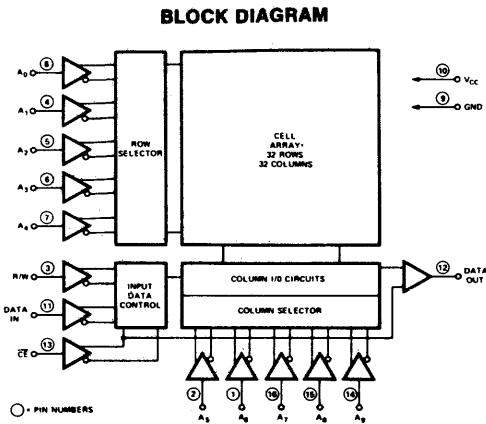 BLOCK DIAGRAM
A0 8
A1 4
A2 5
A3 6
A4 7
ROW
SELECTOR
CELL
ARRAY
32 ROWS
32 COLUMNS
10 VCC
9 GND
R/W 3
DATA
IN 11
CE 13
INPUT
DATA
CONTROL
COLUMN I/O CIRCUITS
COLUMN SELECTOR
12 DATA
OUT
2 1 16 15 14
A5 A6 A7 A8 A9
= PIN NUMBERS